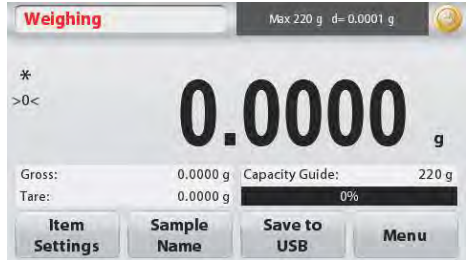 Weighing
Max 220 g d= 0.0001 g
*
>0<
0.0000 g
Gross: 0.0000 g Capacity Guide: 220 g
Tare: 0.0000 g 0%
Item Settings
Sample Name
Save to USB
Menu